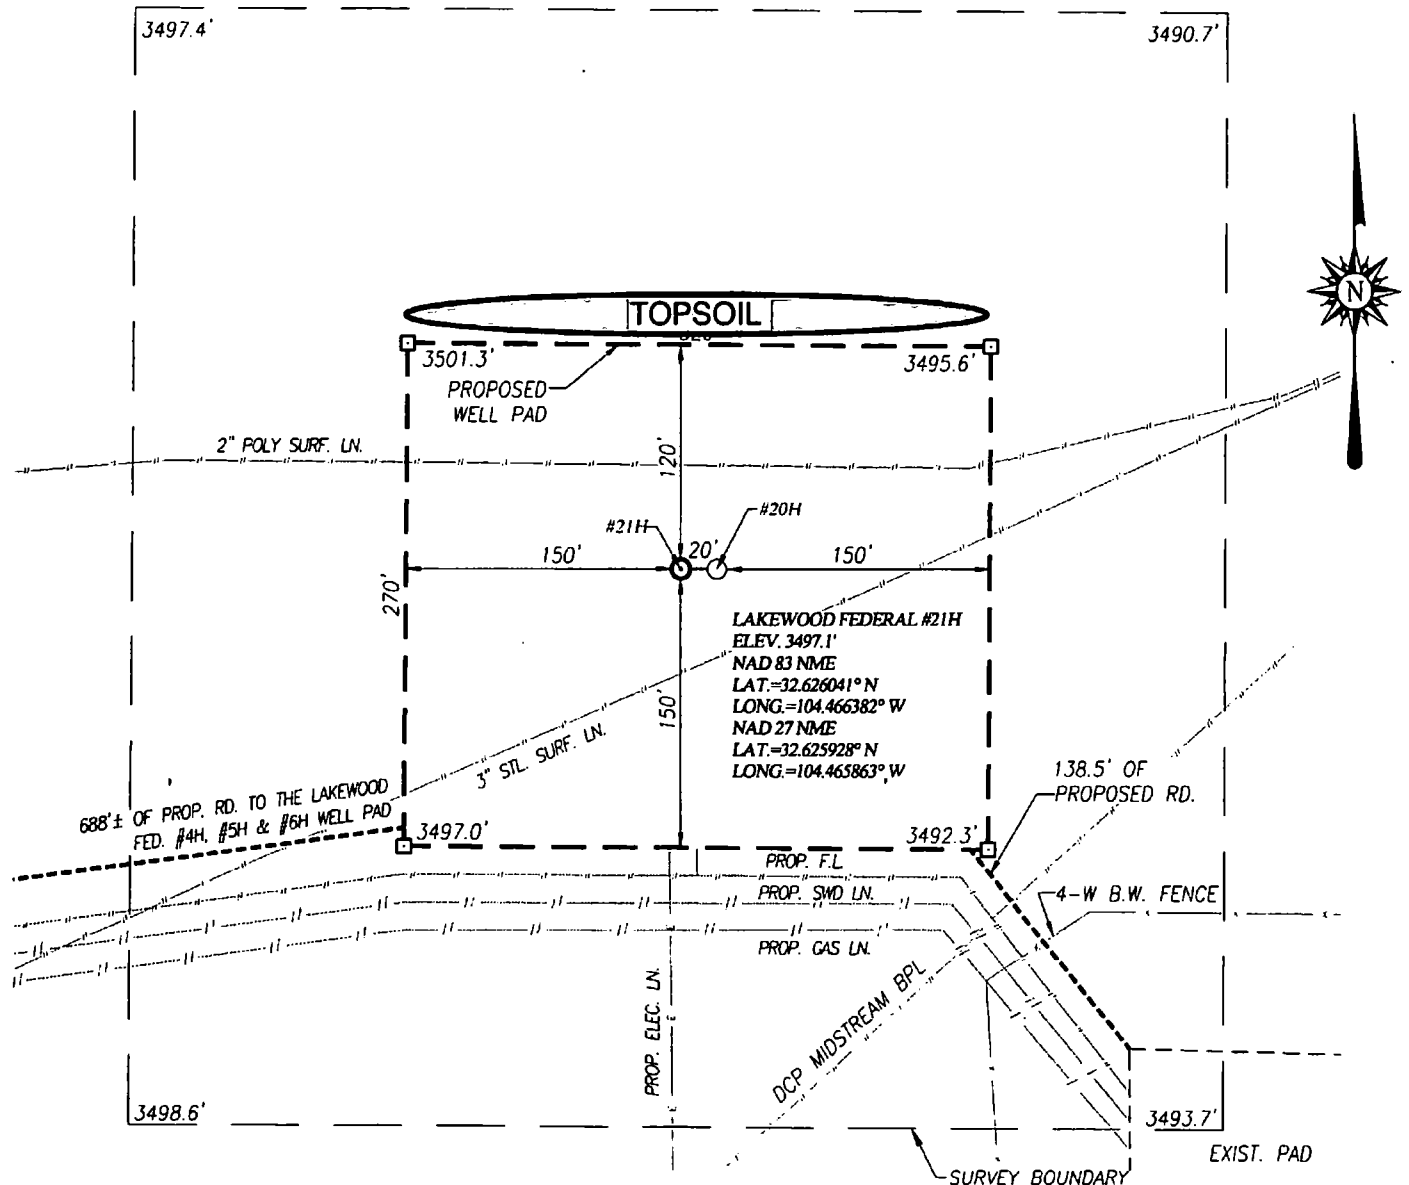 3497.4'
3490.7'
N
TOPSOIL
3501.3'
3495.6'
PROPOSED
WELL PAD
2" POLY SURF. LN.
120'
#21H
#20H
150'
20'
150'
270'
LAKEWOOD FEDERAL #21H
ELEV. 3497.1'
NAD 83 NME
LAT.=32.626041° N
LONG.=104.466382° W
NAD 27 NME
LAT.=32.625928° N
LONG.=104.465863° W
150'
3" STL. SURF. LN.
138.5' OF
PROPOSED RD.
688'± OF PROP. RD. TO THE LAKEWOOD
FED. #4H, #5H & #6H WELL PAD
3497.0'
3492.3'
PROP. F.L.
PROP. SWD LN.
4-W B.W. FENCE
PROP. GAS LN.
PROP. ELEC. LN.
DCP MIDSTREAM BPL
3498.6'
3493.7'
EXIST. PAD
SURVEY BOUNDARY